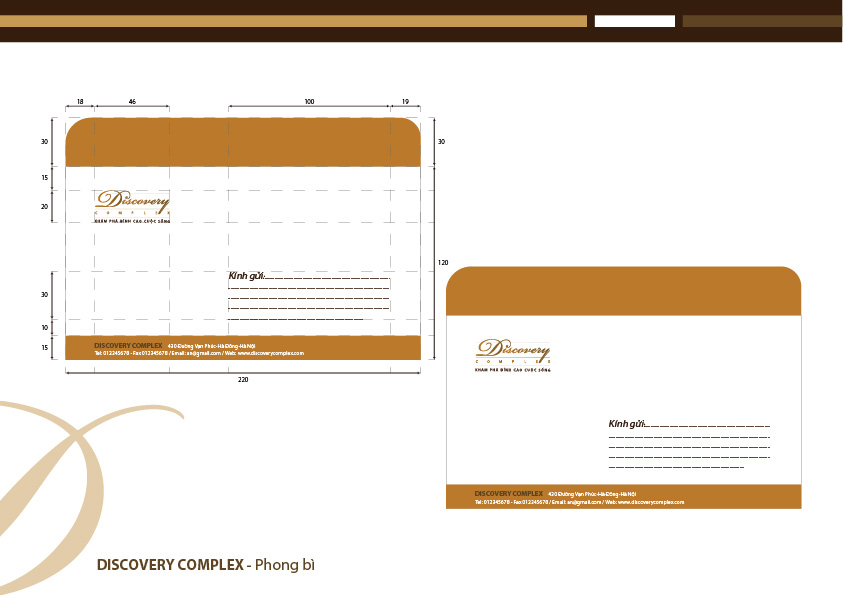 18
46
100
19
30
30
15
20
Discovery
COMPLEX
KHÁM PHÁ ĐỈNH CAO CUỘC SỐNG
120
Kính gửi:
30
10
15
DISCOVERY COMPLEX 430 Đường Vạn Phúc-Hà Đông-Hà Nội
Tel: 012345678 - Fax 012345678 / Email: an@gmail.com / Web: www.discoverycomplex.com
220
Discovery
COMPLEX
KHÁM PHÁ ĐỈNH CAO CUỘC SỐNG
Kính gửi:
DISCOVERY COMPLEX 430 Đường Vạn Phúc-Hà Đông-Hà Nội
Tel: 012345678 - Fax 012345678 / Email: an@gmail.com / Web: www.discoverycomplex.com
DISCOVERY COMPLEX - Phong bì